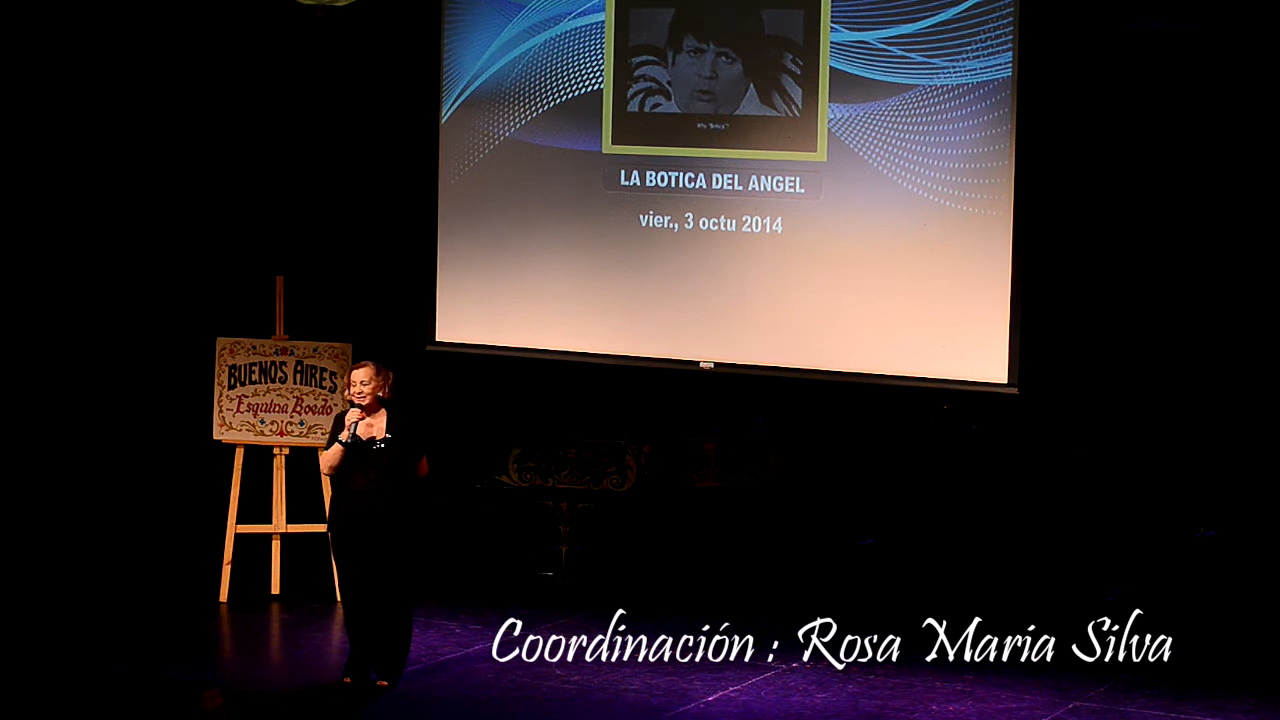 LA BOTICA DEL ANGEL
vier., 3 octu 2014
BUENOS AIRES
Esquina Boedo
Coordinación : Rosa Maria Silva